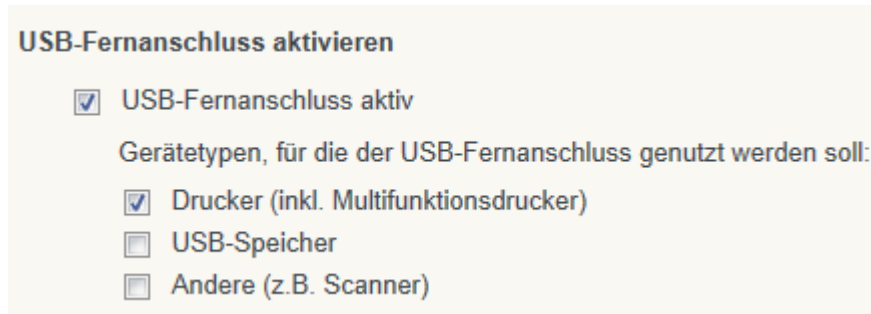 USB-Fernanschluss aktivieren
USB-Fernanschluss aktiv
Gerätetypen, für die der USB-Fernanschluss genutzt werden soll:
Drucker (inkl. Multifunktionsdrucker)
USB-Speicher
Andere (z.B. Scanner)